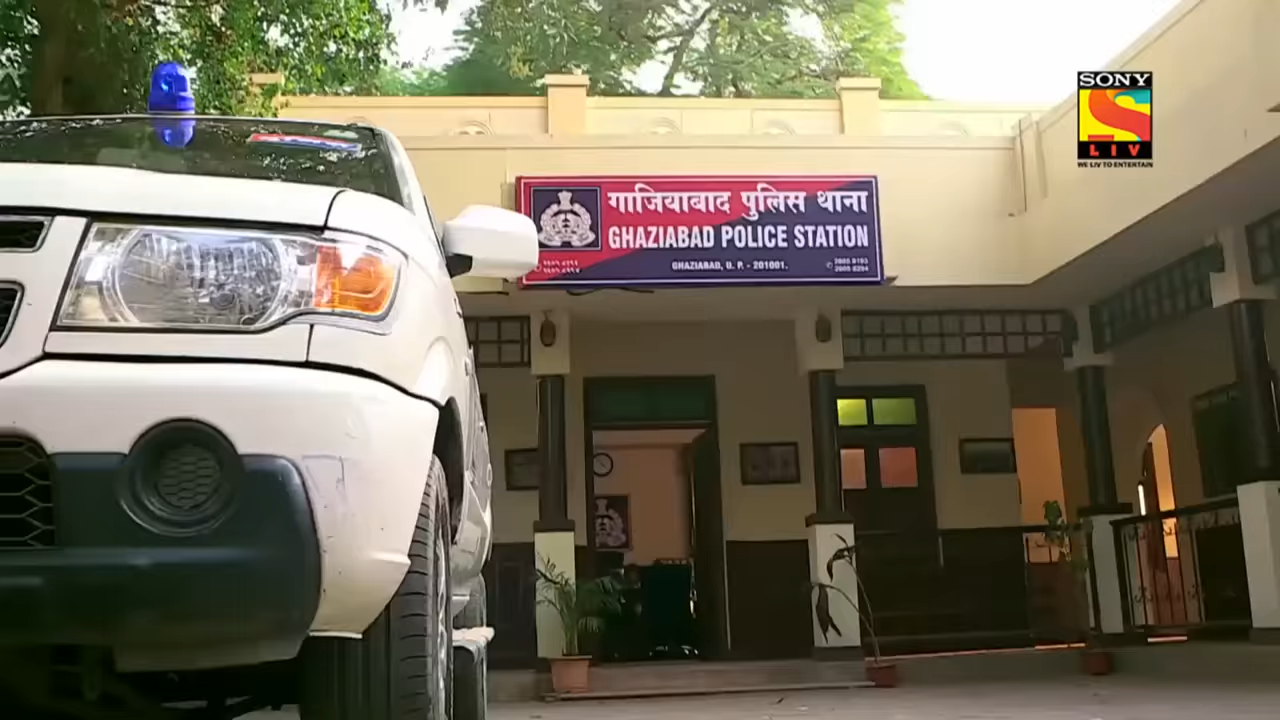 SONY
LIV
WE LIV TO ENTERTAIN
गाजियाबाद पुलिस थाना
GHAZIABAD POLICE STATION
GHAZIABAD, U. P. - 201001.